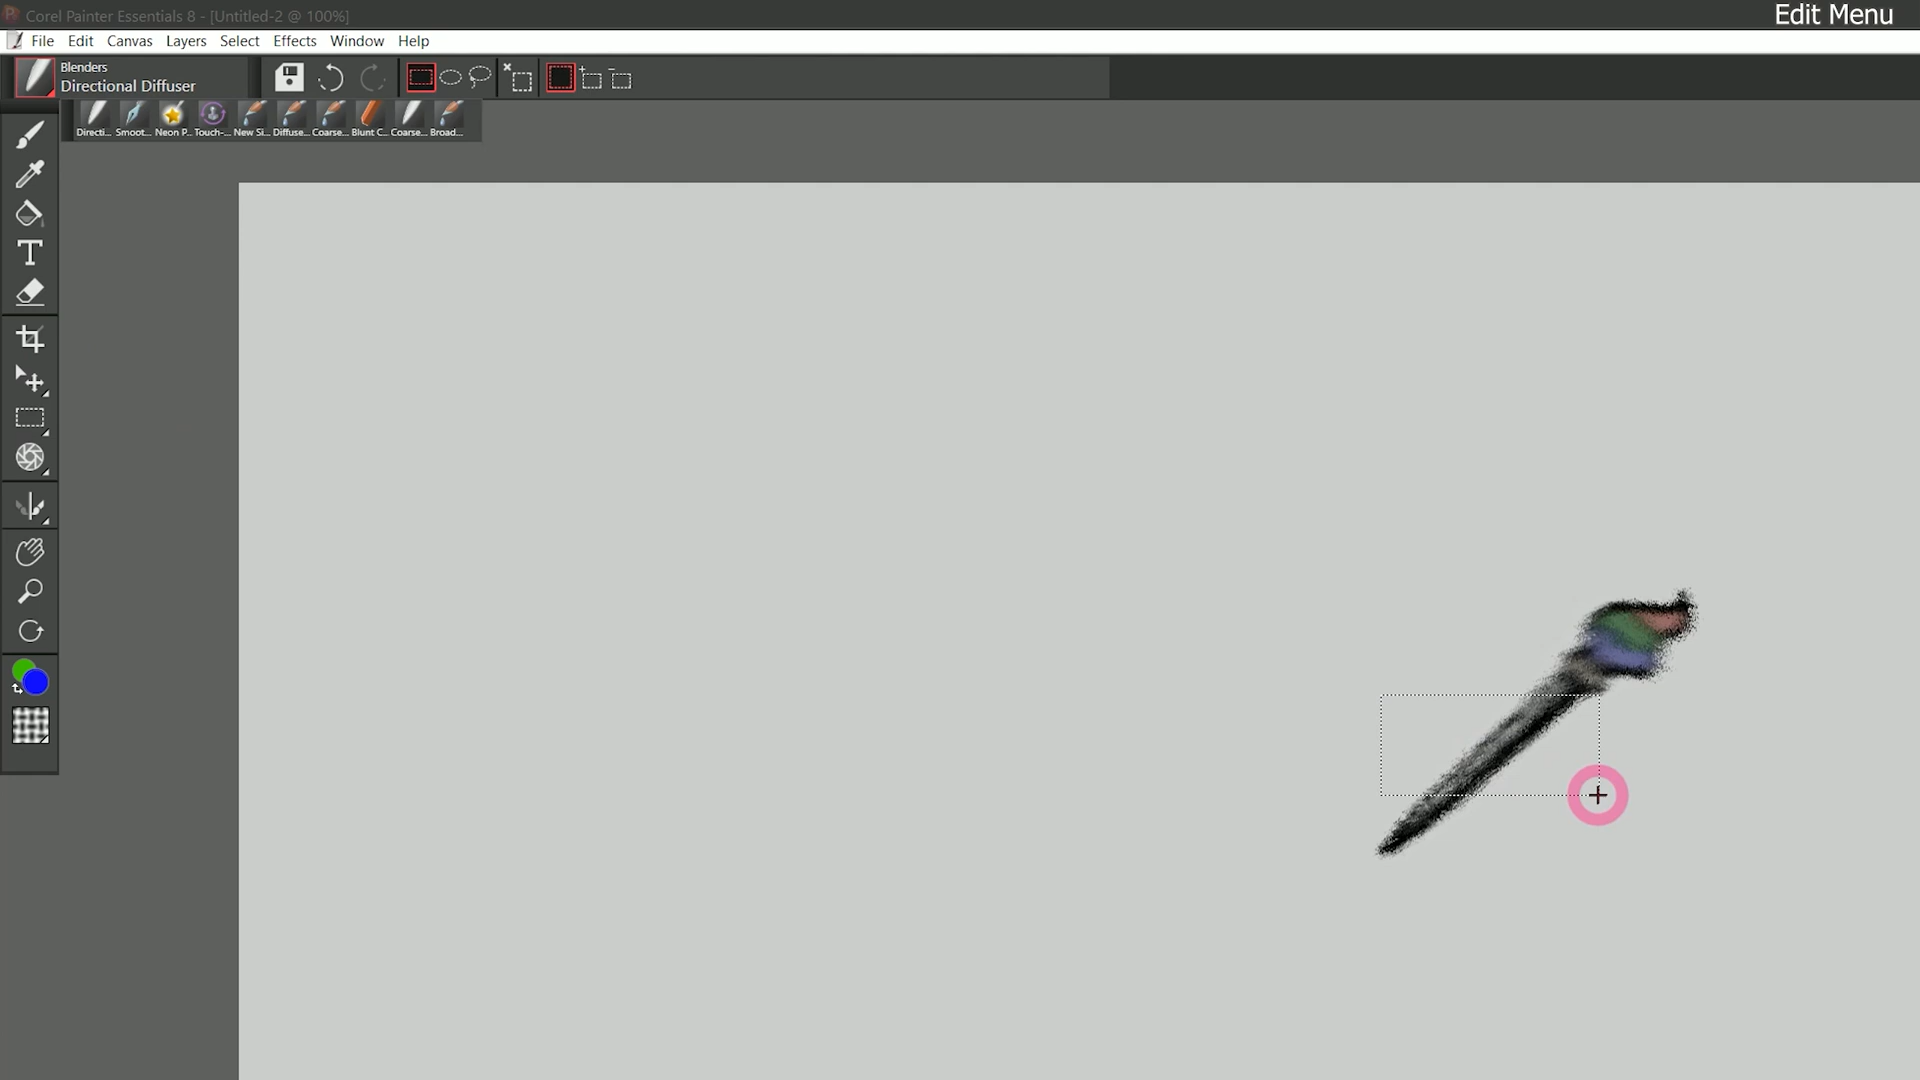 Corel Painter Essentials 8 - [Untitled-2 @ 100%]
Edit Menu
File Edit Canvas Layers Select Effects Window Help
Blenders
Directional Diffuser
Directi... Smoot... Neon P... Touch-... New Si... Diffuse... Coarse... Blunt C... Coarse... Broad...